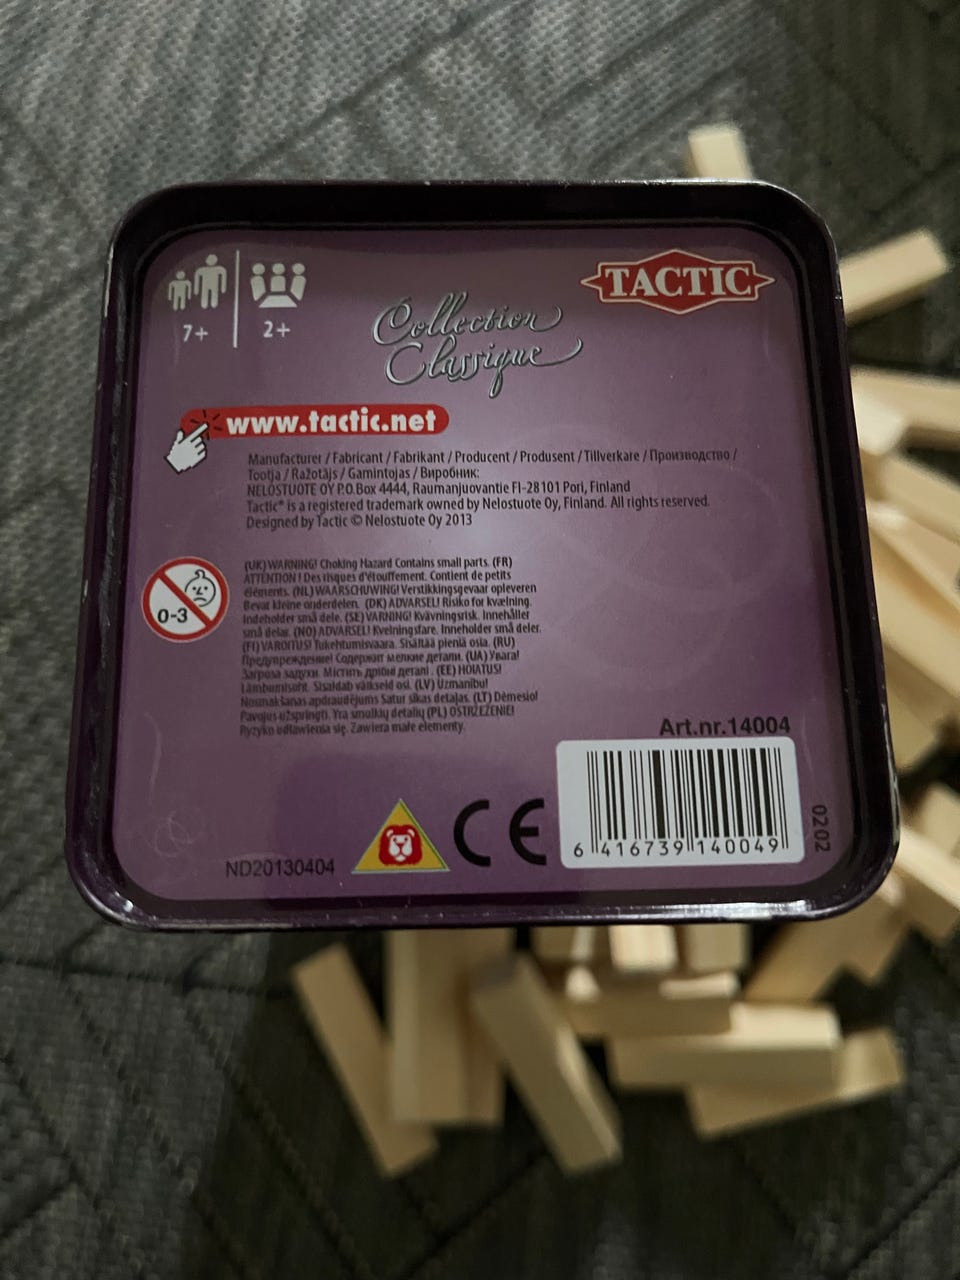 7+
2+
Collection
Classique
TACTIC
www.tactic.net
Manufacturer / Fabricant / Fabrikant / Producent / Produsent / Tillverkare / Производство /
Tootja / Ražotājs / Gamintojas / Виробник:
NELOSTUOTE OY P.O.Box 4444, Raumanjuovantie FI-28101 Pori, Finland
Tactic® is a registered trademark owned by Nelostuote Oy, Finland. All rights reserved.
Designed by Tactic © Nelostuote Oy 2013
0-3
(UK) WARNING! Choking Hazard Contains small parts. (FR)
ATTENTION ! Des risques d'étouffement. Contient de petits
éléments. (NL) WAARSCHUWING! Verstikkingsgevaar opleveren
Bevat kleine onderdelen. (DK) ADVARSEL! Risiko for kvælning.
Indeholder små dele. (SE) VARNING! Kvävningsrisk. Innehåller
små delar. (NO) ADVARSEL! Kvelningsfare. Inneholder små deler.
(FI) VAROITUS! Tukehtumisvaara. Sisältää pieniä osia. (RU)
Предупреждение! Содержит мелкие детали. (UA) Увага!
Загроза задухи. Містить дрібні деталі. (EE) HOIATUS!
Lämbumisoht. Sisaldab väikseid osi. (LV) Uzmanību!
Nosmakšanas apdraudējums Satur sīkas detaļas. (LT) Dėmesio!
Pavojus užspringti. Yra smulkių detalių (PL) OSTRZEŻENIE!
Ryzyko udławienia się. Zawiera małe elementy.
Art.nr.14004
6 416739 140049
0202
ND20130404
CE